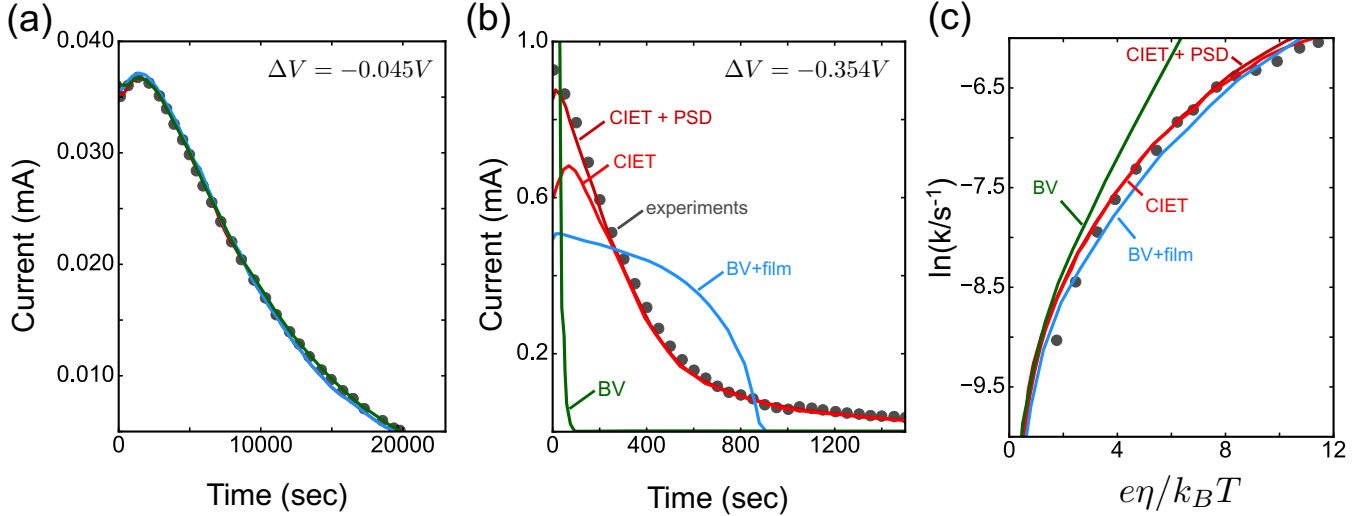 (a)
ΔV = −0.045V
Current (mA)
0.040
0.030
0.020
0.010
0
10000
20000
Time (sec)
(b)
ΔV = −0.354V
Current (mA)
1.0
0.6
0.2
CIET + PSD
CIET
experiments
BV+film
BV
0
400
800
1200
Time (sec)
(c)
ln(k/s⁻¹)
−6.5
−7.5
−8.5
−9.5
CIET + PSD
BV
CIET
BV+film
0
4
8
12
eη/k_BT